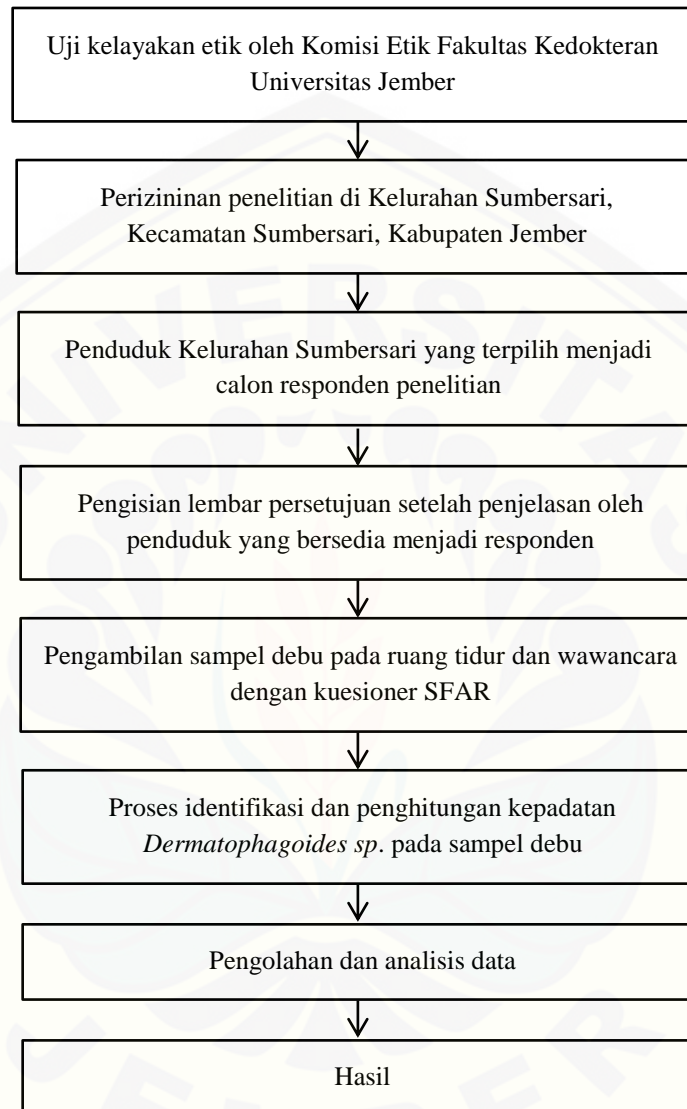 Uji kelayakan etik oleh Komisi Etik Fakultas Kedokteran
Universitas Jember
Perizininan penelitian di Kelurahan Sumbersari,
Kecamatan Sumbersari, Kabupaten Jember
Penduduk Kelurahan Sumbersari yang terpilih menjadi
calon responden penelitian
Pengisian lembar persetujuan setelah penjelasan oleh
penduduk yang bersedia menjadi responden
Pengambilan sampel debu pada ruang tidur dan wawancara
dengan kuesioner SFAR
Proses identifikasi dan penghitungan kepadatan
Dermatophagoides sp. pada sampel debu
Pengolahan dan analisis data
Hasil
UNIVERSITAS
JEMBER